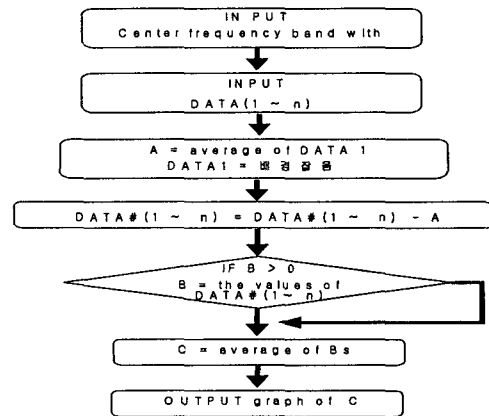 IN PUT
Center frequency band with
INPUT
DATA(1 ~ n)
A = average of DATA 1
DATA1 = 배경잡음
DATA#(1 ~ n) = DATA#(1 ~ n) - A
IF B > 0
B = the values of
DATA#(1~ n)
C = average of Bs
OUTPUT graph of C